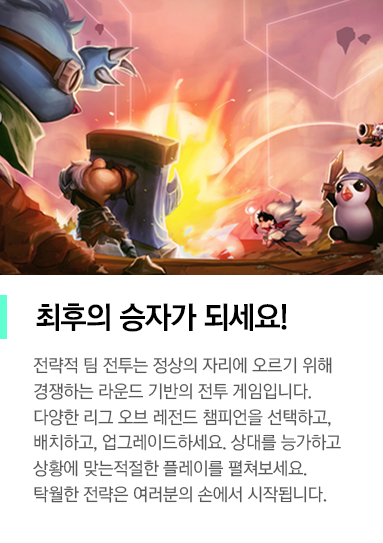 최후의 승자가 되세요!
전략적 팀 전투는 정상의 자리에 오르기 위해
경쟁하는 라운드 기반의 전투 게임입니다.
다양한 리그 오브 레전드 챔피언을 선택하고,
배치하고, 업그레이드하세요. 상대를 능가하고
상황에 맞는적절한 플레이를 펼쳐보세요.
탁월한 전략은 여러분의 손에서 시작됩니다.